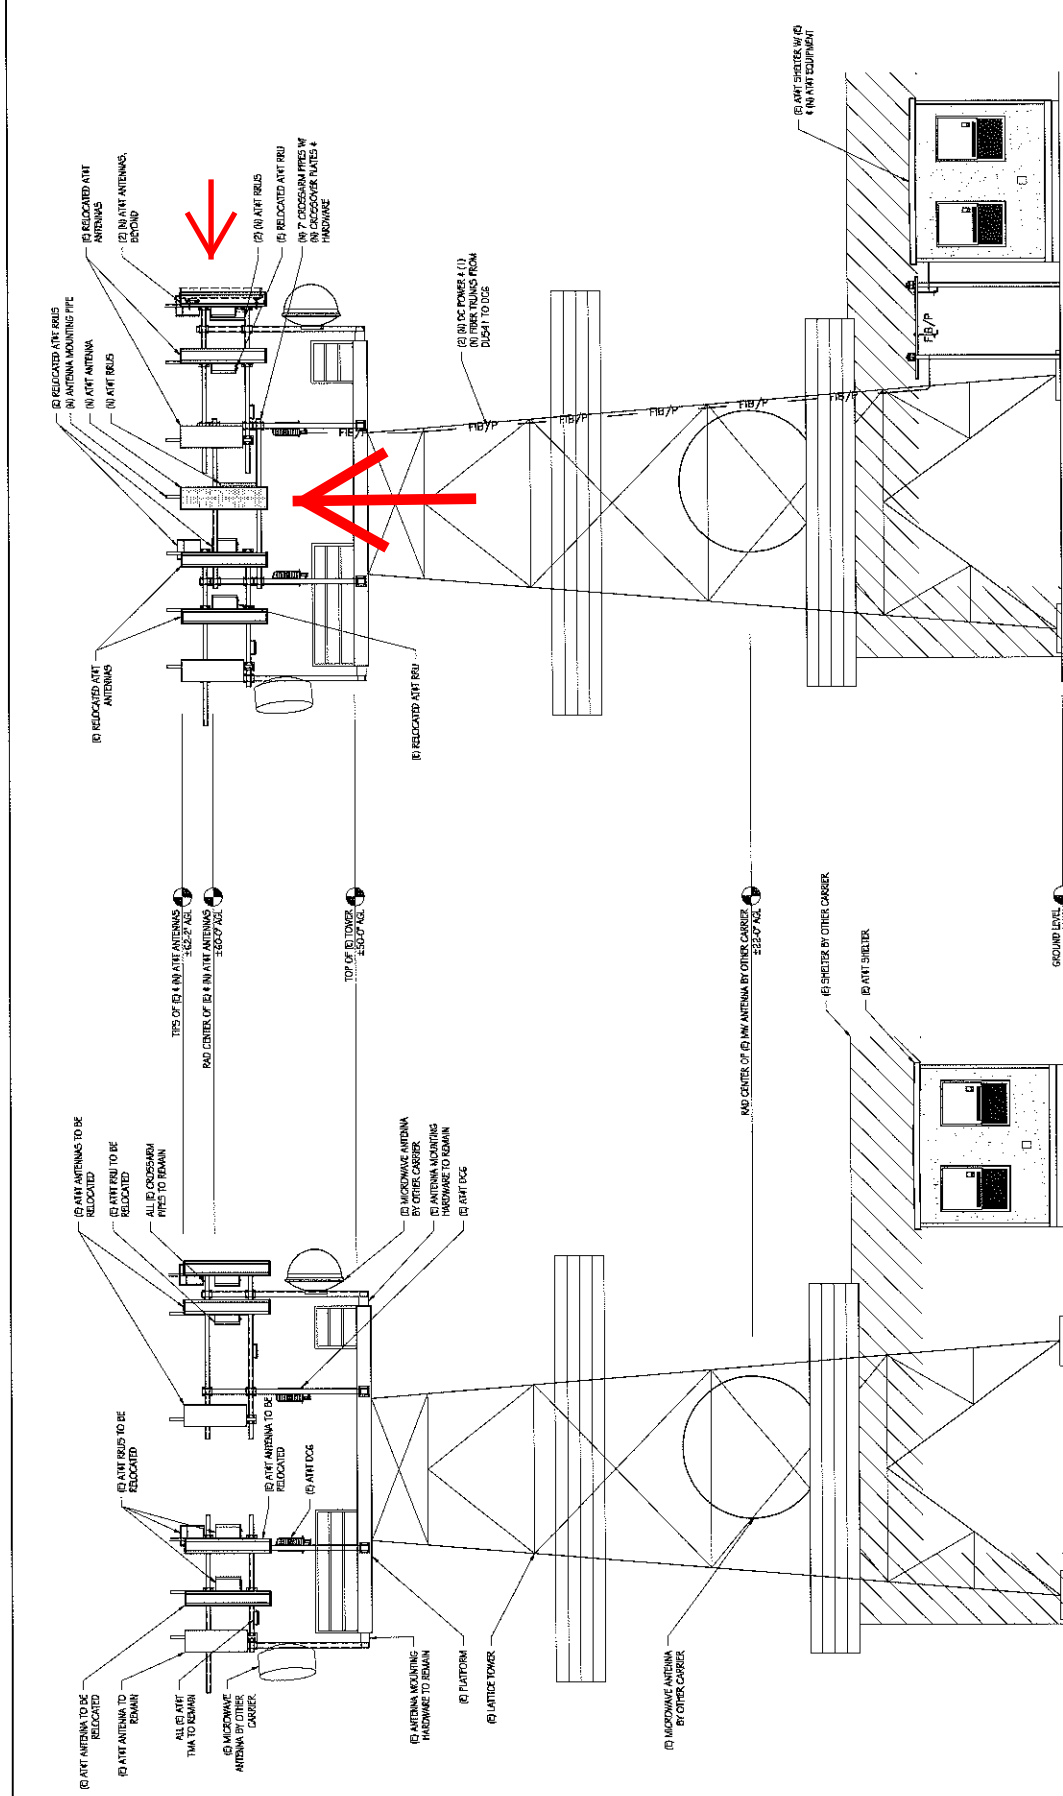 (E) RELOCATED AT&T
ANTENNAS
(2) (N) AT&T ANTENNAS,
BEYOND
(E) RELOCATED AT&T RRUS
(N) ANTENNA MOUNTING PIPE
(N) AT&T ANTENNA
(N) AT&T RRUS
(2) (N) AT&T RRUS
(E) RELOCATED AT&T RRU
(N) 7' CROSSARM PIPES W/
(N) CROSSOVER PLATES &
HARDWARE
(E) RELOCATED AT&T
ANTENNAS
(E) RELOCATED AT&T RRU
(2) (N) DC POWER & (1)
(N) FIBER TRUNKS FROM
DUS41 TO DC6
(E) AT&T SHELTER W/ (E)
& (N) AT&T EQUIPMENT
FIB/P
FIB/P
FIB/P
FIB/P
FIB/P
FIB/P
FIB/P
TIPS OF (E) & (N) AT&T ANTENNAS
±62'-2" AGL
RAD CENTER OF (E) & (N) AT&T ANTENNAS
±60'-0" AGL
TOP OF (E) TOWER
±50'-0" AGL
RAD CENTER OF (E) MW ANTENNA BY OTHER CARRIER
±22'-0" AGL
GROUND LEVEL
(E) AT&T ANTENNAS TO BE
RELOCATED
(E) AT&T RRU TO BE
RELOCATED
ALL (E) CROSSARM
PIPES TO REMAIN
(E) MICROWAVE ANTENNA
BY OTHER CARRIER
(E) ANTENNA MOUNTING
HARDWARE TO REMAIN
(E) AT&T DC6
(E) AT&T RRUS TO BE
RELOCATED
(E) AT&T ANTENNA TO BE
RELOCATED
(E) AT&T DC6
(E) SHELTER BY OTHER CARRIER
(E) AT&T SHELTER
(E) AT&T ANTENNA TO BE
RELOCATED
(E) AT&T ANTENNA TO
REMAIN
ALL (E) AT&T
TMA TO REMAIN
(E) MICROWAVE
ANTENNA BY OTHER
CARRIER
(E) ANTENNA MOUNTING
HARDWARE TO REMAIN
(E) PLATFORM
(E) LATTICE TOWER
(E) MICROWAVE ANTENNA
BY OTHER CARRIER